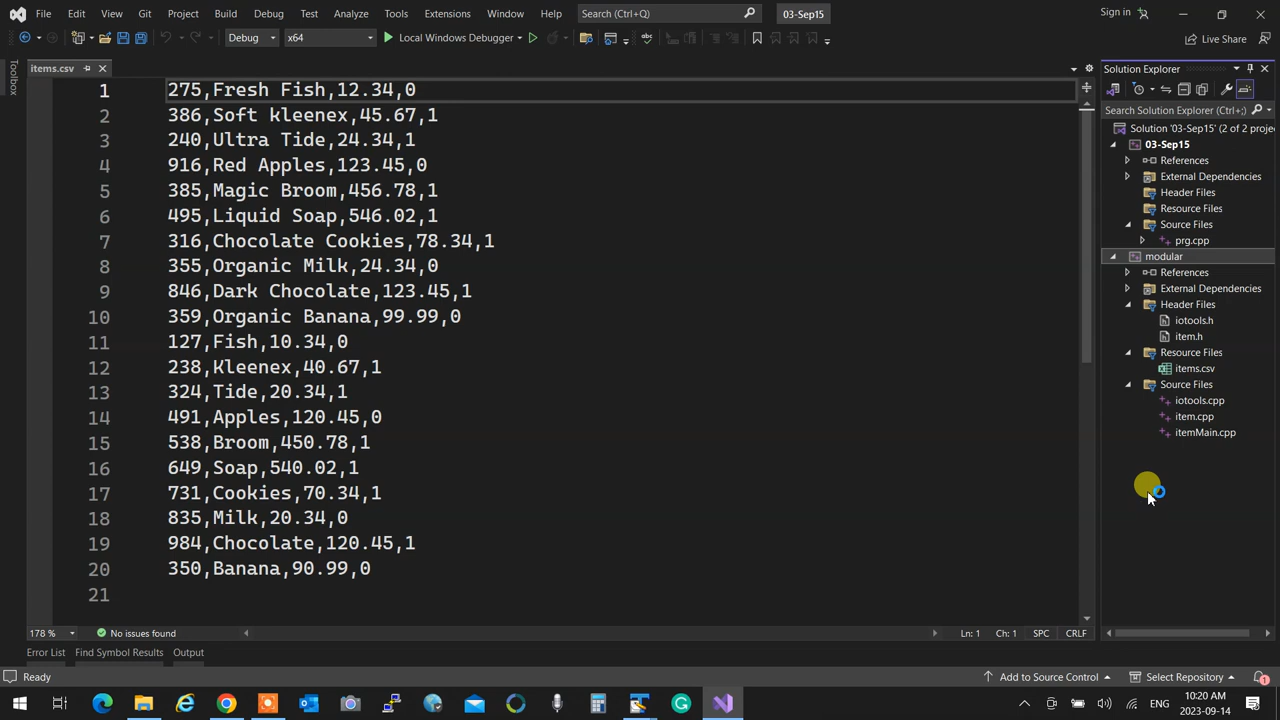 File Edit View Git Project Build Debug Test Analyze Tools Extensions Window Help Search (Ctrl+Q) 03-Sep15 Sign in
Debug x64 Local Windows Debugger Live Share
Toolbox
items.csv
1 275,Fresh Fish,12.34,0
2 386,Soft kleenex,45.67,1
3 240,Ultra Tide,24.34,1
4 916,Red Apples,123.45,0
5 385,Magic Broom,456.78,1
6 495,Liquid Soap,546.02,1
7 316,Chocolate Cookies,78.34,1
8 355,Organic Milk,24.34,0
9 846,Dark Chocolate,123.45,1
10 359,Organic Banana,99.99,0
11 127,Fish,10.34,0
12 238,Kleenex,40.67,1
13 324,Tide,20.34,1
14 491,Apples,120.45,0
15 538,Broom,450.78,1
16 649,Soap,540.02,1
17 731,Cookies,70.34,1
18 835,Milk,20.34,0
19 984,Chocolate,120.45,1
20 350,Banana,90.99,0
21
178 % No issues found Ln: 1 Ch: 1 SPC CRLF
Solution Explorer
Search Solution Explorer (Ctrl+;)
Solution '03-Sep15' (2 of 2 proje
03-Sep15
References
External Dependencies
Header Files
Resource Files
Source Files
prg.cpp
modular
References
External Dependencies
Header Files
iotools.h
item.h
Resource Files
items.csv
Source Files
iotools.cpp
item.cpp
itemMain.cpp
Error List Find Symbol Results Output
Ready Add to Source Control Select Repository 1
ENG 10:20 AM
2023-09-14